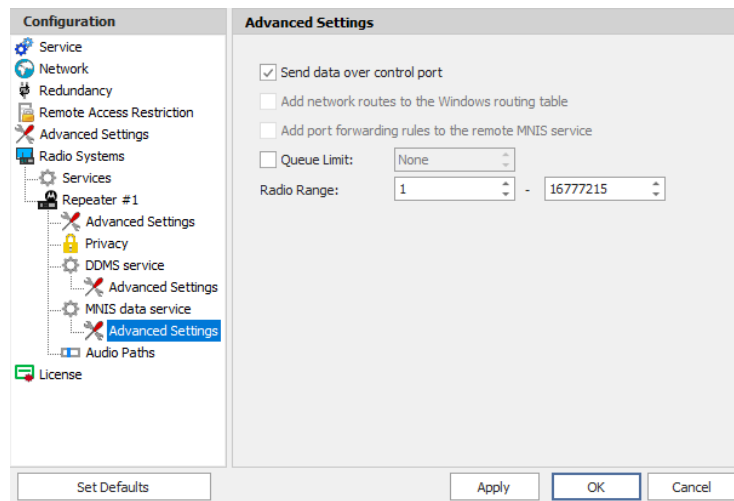 Configuration
Service
Network
Redundancy
Remote Access Restriction
Advanced Settings
Radio Systems
Services
Repeater #1
Advanced Settings
Privacy
DDMS service
Advanced Settings
MNIS data service
Advanced Settings
Audio Paths
License
Advanced Settings
Send data over control port
Add network routes to the Windows routing table
Add port forwarding rules to the remote MNIS service
Queue Limit: None
Radio Range: 1 - 16777215
Set Defaults Apply OK Cancel